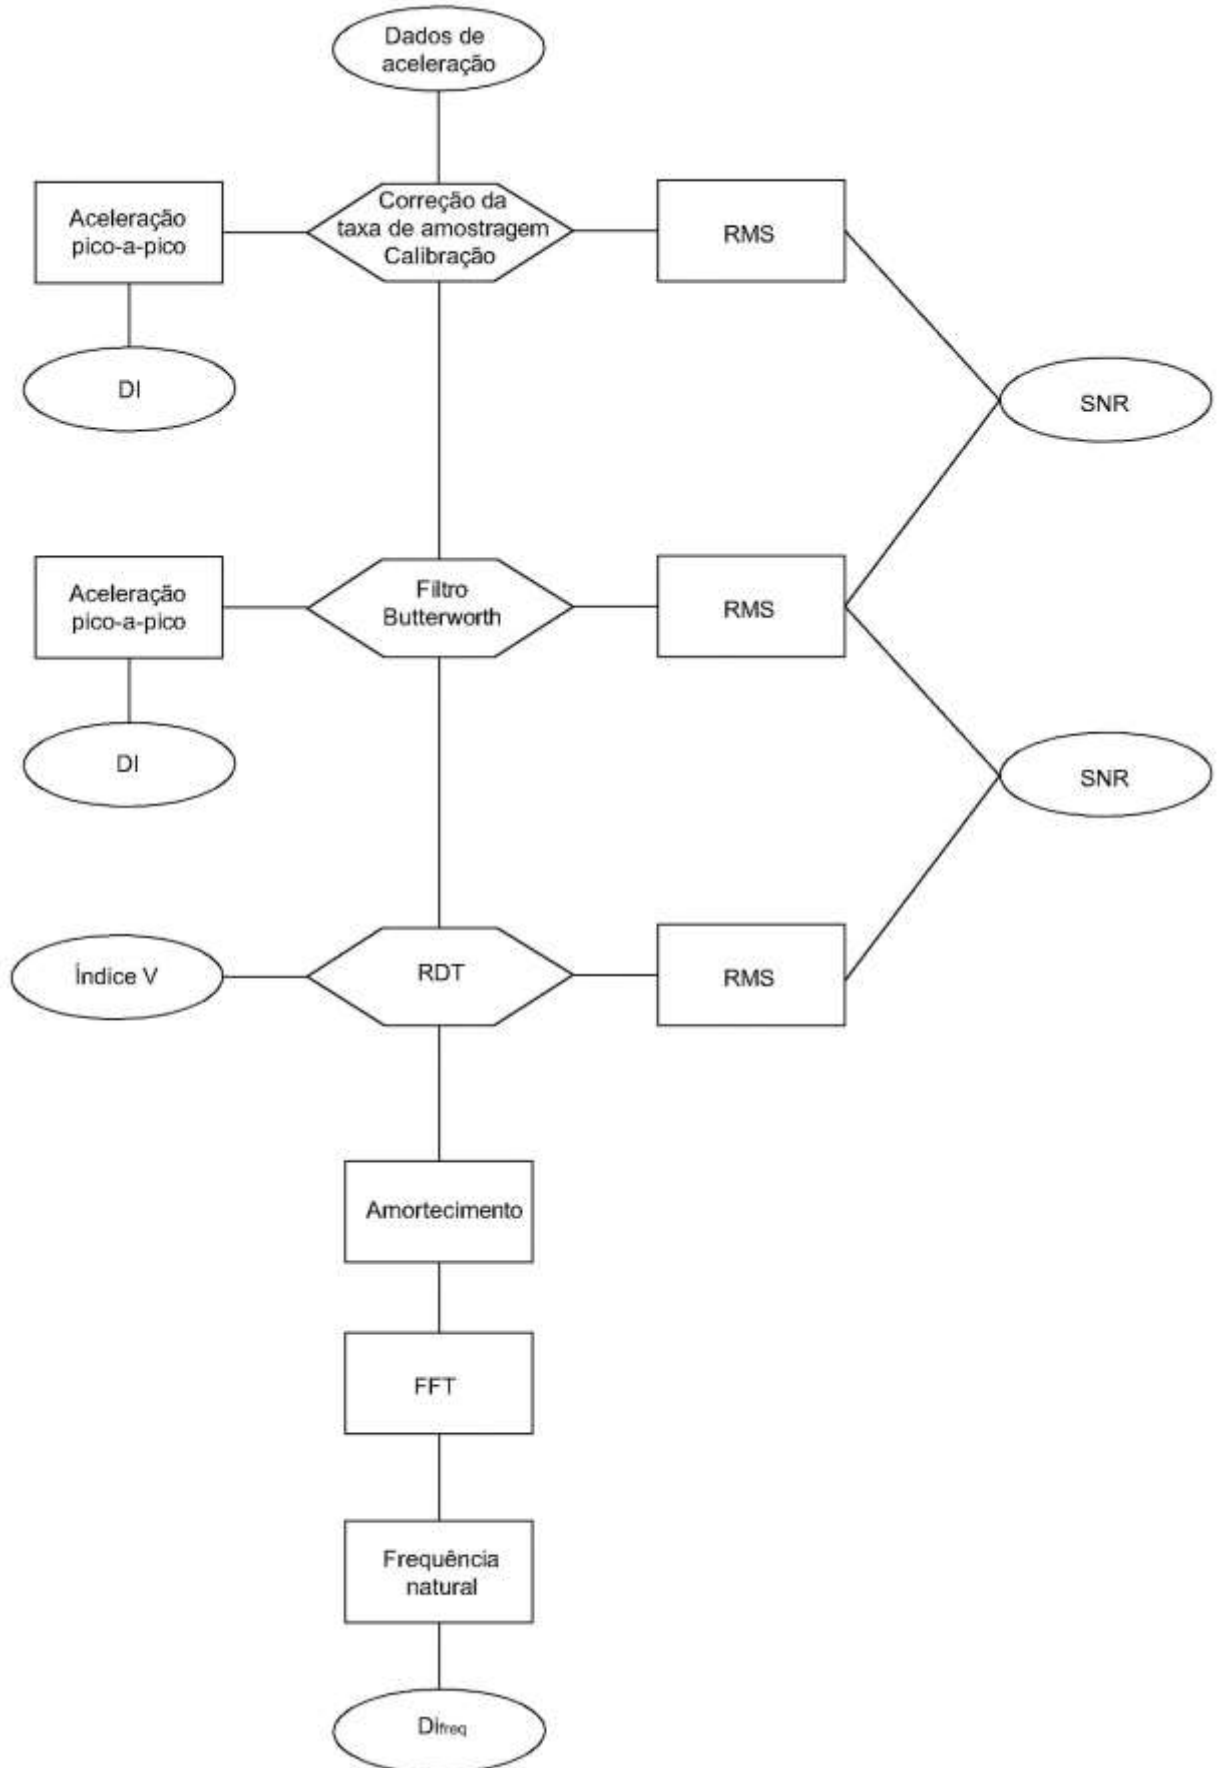 Dados de
aceleração
Aceleração
pico-a-pico
Correção da
taxa de amostragem
Calibração
RMS
DI
SNR
Aceleração
pico-a-pico
Filtro
Butterworth
RMS
DI
SNR
Índice V
RDT
RMS
Amortecimento
FFT
Frequência
natural
DIfreq